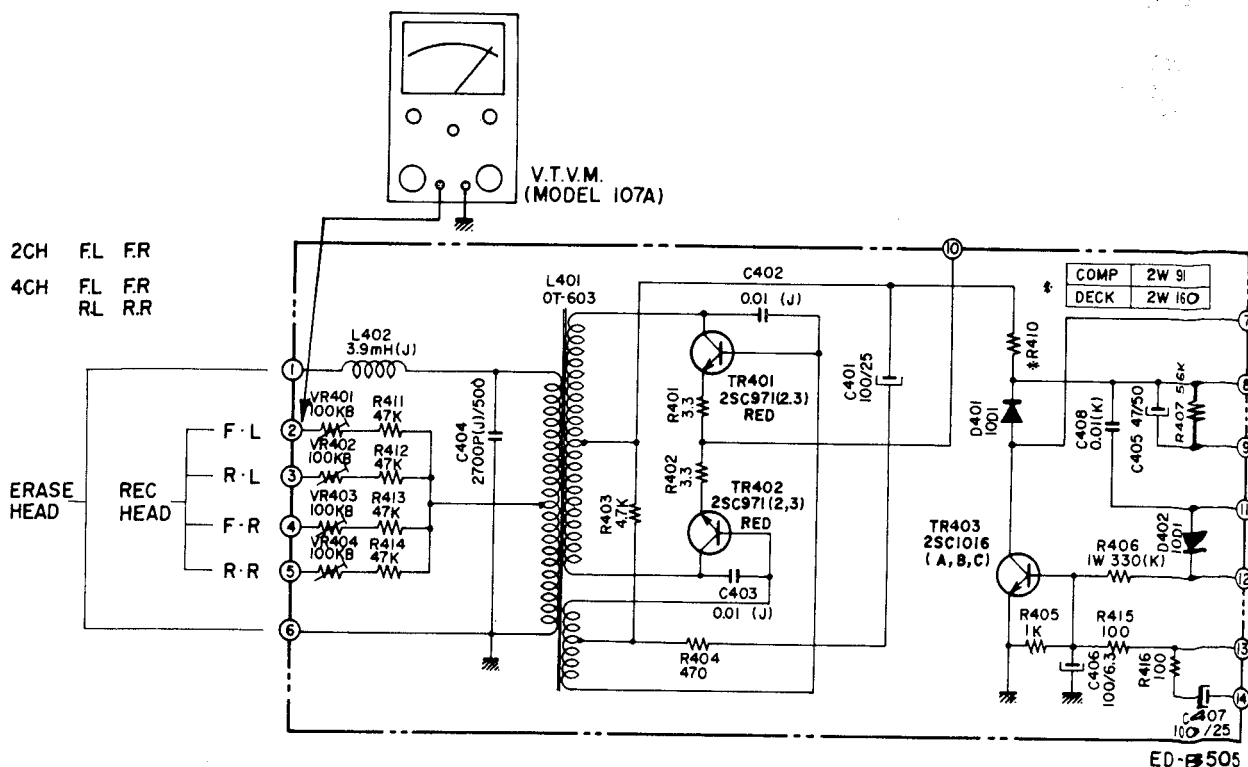 V.T.V.M.
(MODEL 107A)
2CH F.L F.R
4CH F.L F.R
R.L R.R
ERASE
HEAD
REC
HEAD
F·L
R·L
F·R
R·R
1
2
3
4
5
6
L402
3.9mH(J)
VR401
100KB
R411
47K
VR402
100KB
R412
47K
VR403
100KB
R413
47K
VR404
100KB
R414
47K
C404
2700P(J)/500
L401
OT-603
C402
0.01 (J)
TR401
2SC971(2.3)
RED
R401
3.3
R402
3.3
TR402
2SC971(2,3)
RED
R403
4.7K
C403
0.01 (J)
R404
470
C401
100/25
10
* COMP 2W 91
DECK 2W 160
*R410
D401
10D1
C408
0.01(K)
C405 47/50
R407 5.6K
TR403
2SC1016
(A,B,C)
R406
1W 330(K)
D402
10D1
R405
1K
R415
100
C406
100/6.3
R416
100
C407
100/25
7
8
9
11
12
13
14